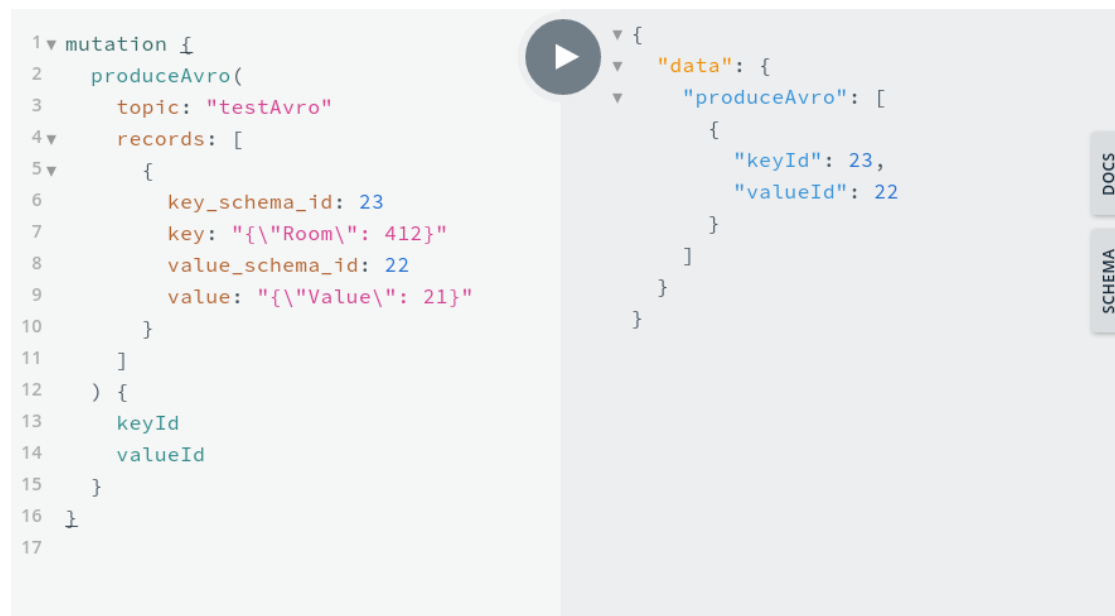 1 mutation {
2   produceAvro(
3     topic: "testAvro"
4     records: [
5       {
6         key_schema_id: 23
7         key: "{\"Room\": 412}"
8         value_schema_id: 22
9         value: "{\"Value\": 21}"
10       }
11     ]
12   ) {
13     keyId
14     valueId
15   }
16 }
17
{
  "data": {
    "produceAvro": [
      {
        "keyId": 23,
        "valueId": 22
      }
    ]
  }
}
DOCS
SCHEMA